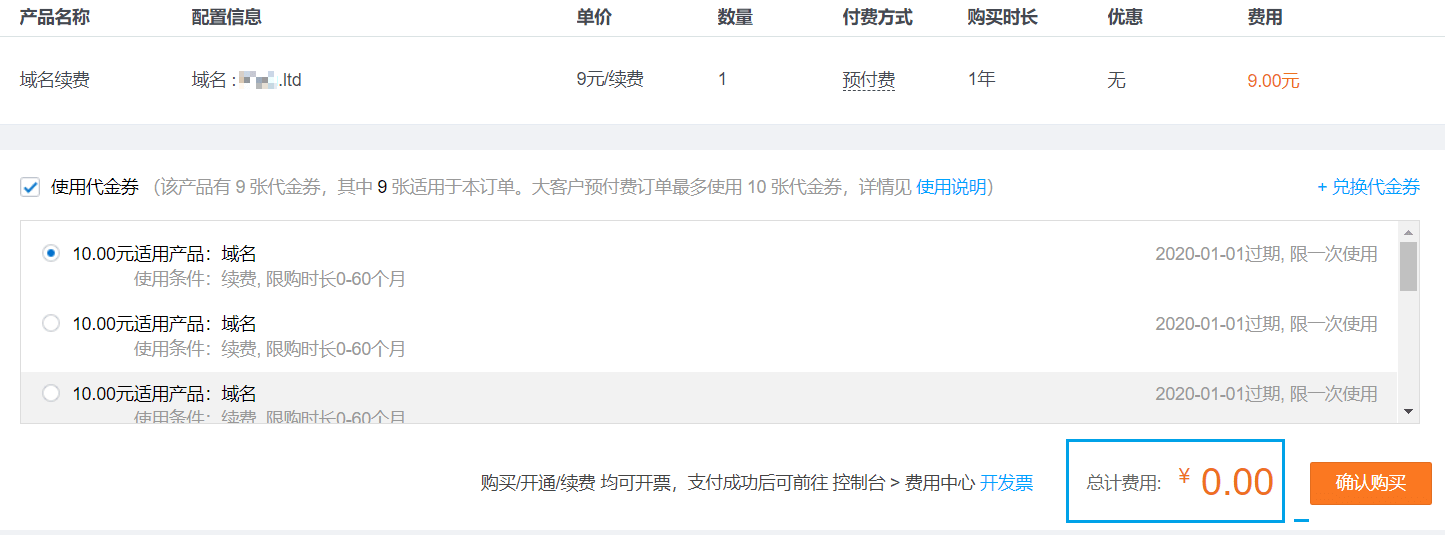 产品名称 配置信息 单价 数量 付费方式 购买时长 优惠 费用
域名续费 域名 : .ltd 9元/续费 1 预付费 1年 无 9.00元
使用代金券 (该产品有 9 张代金券，其中 9 张适用于本订单。大客户预付费订单最多使用 10 张代金券，详情见 使用说明) + 兑换代金券
10.00元适用产品：域名 2020-01-01过期, 限一次使用
使用条件：续费, 限购时长0-60个月
10.00元适用产品：域名 2020-01-01过期, 限一次使用
使用条件：续费, 限购时长0-60个月
10.00元适用产品：域名 2020-01-01过期, 限一次使用
使用条件：续费, 限购时长0-60个月
购买/开通/续费 均可开票，支付成功后可前往 控制台 > 费用中心 开发票 总计费用: ¥ 0.00 确认购买